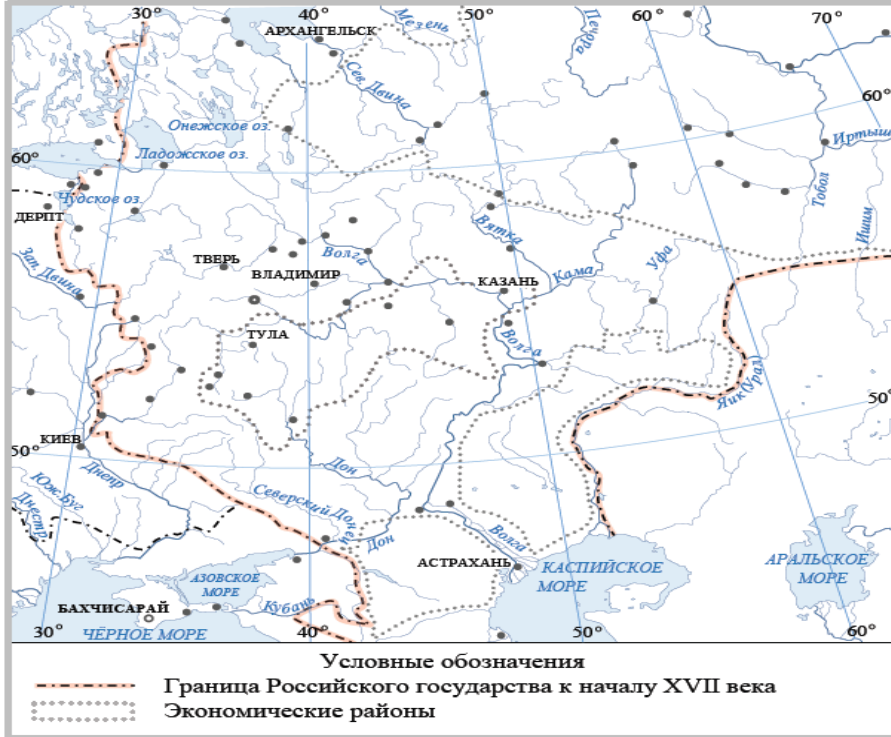 30°
40°
50°
60°
70°
АРХАНГЕЛЬСК
Мезень
Печора
Сев. Двина
60°
Онежское оз.
Ладожское оз.
Иртыш
60°
Чудское оз.
ДЕРПТ
Тобол
Ишим
Вятка
Зап. Двина
ТВЕРЬ
Волга
ВЛАДИМИР
КАЗАНЬ
Кама
Уфа
ТУЛА
Волга
Яик (Урал)
50°
КИЕВ
50°
Днепр
Дон
Юж. Буг
Северский Донец
Днестр
Дон
Волга
АСТРАХАНЬ
КАСПИЙСКОЕ
МОРЕ
АРАЛЬСКОЕ
МОРЕ
АЗОВСКОЕ
МОРЕ
БАХЧИСАРАЙ
Кубань
30°
ЧЁРНОЕ МОРЕ
40°
50°
60°
Условные обозначения
Граница Российского государства к началу XVII века
Экономические районы